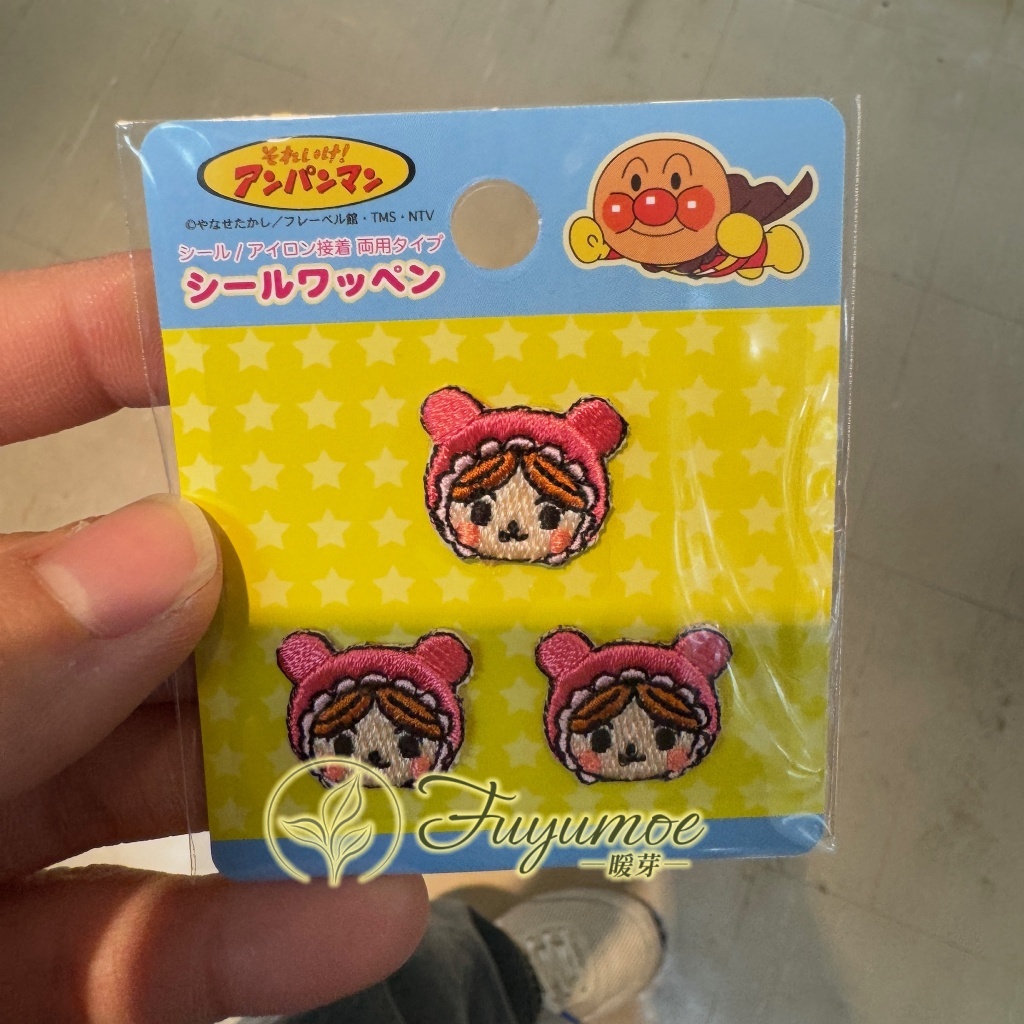 それいけ!
アンパンマン
©やなせたかし/フレーベル館・TMS・NTV
シール/アイロン接着 両用タイプ
シールワッペン
Fuyumoe
暖芽